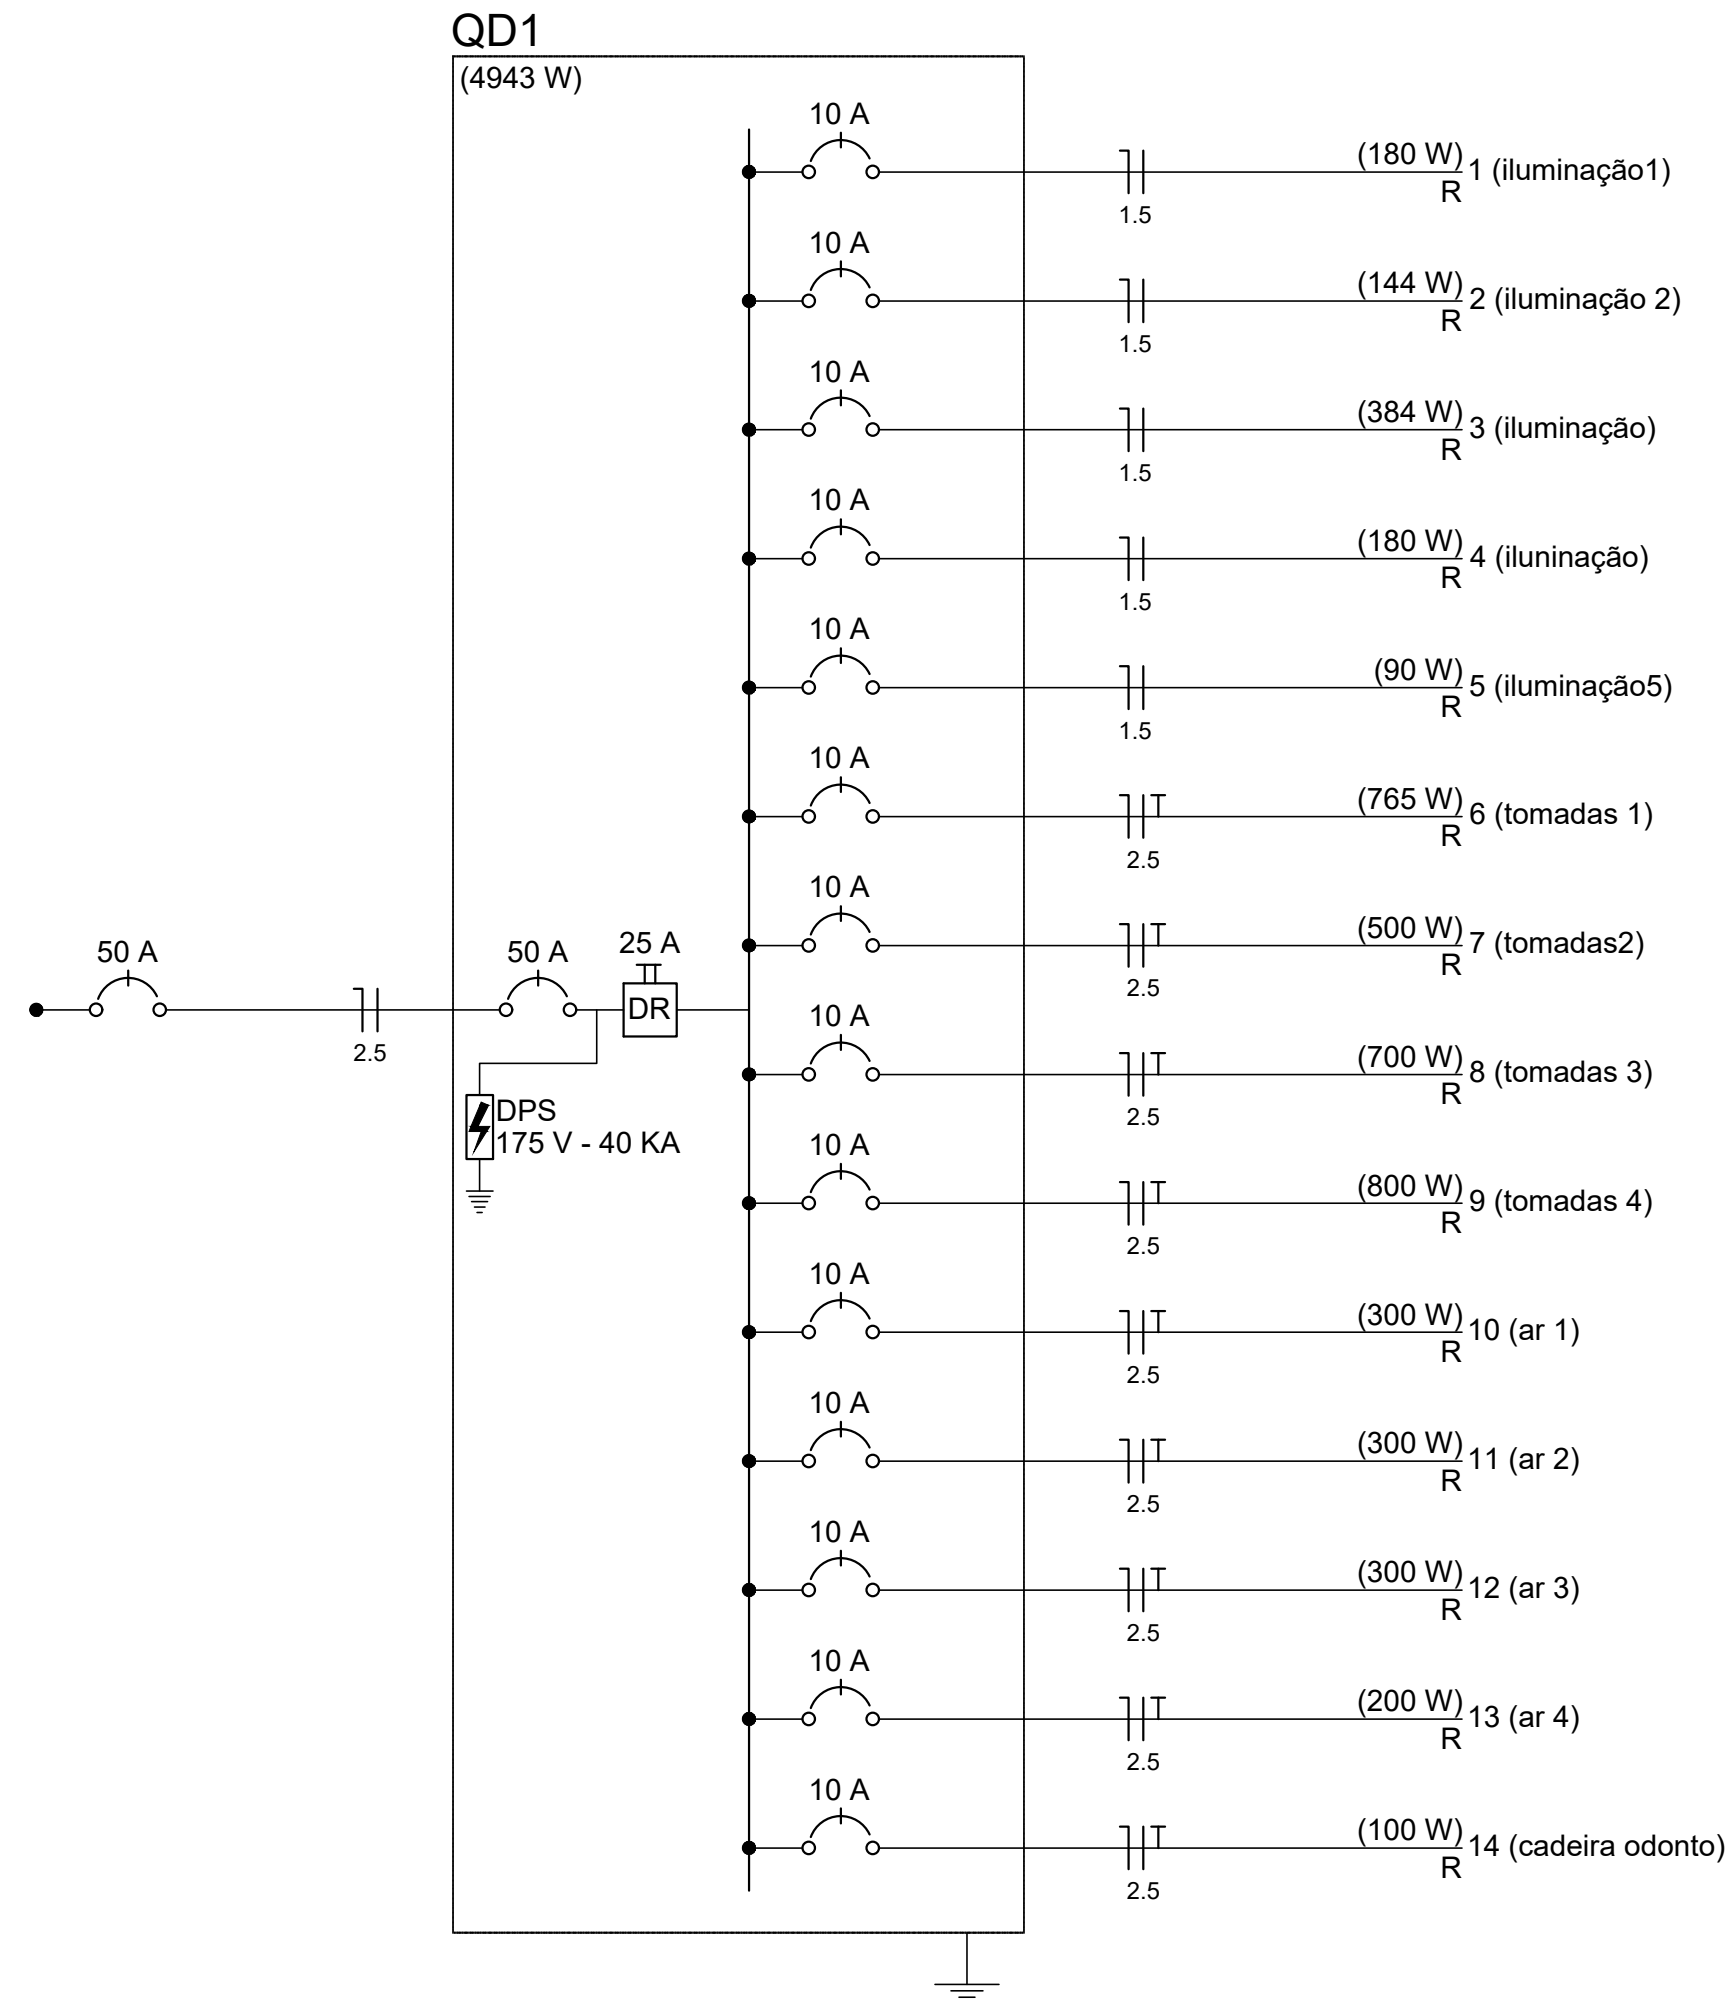 QD1
(4943 W)
10 A
(180 W)
1 (iluminação1)
R
1.5
10 A
(144 W)
2 (iluminação 2)
R
1.5
10 A
(384 W)
3 (iluminação)
R
1.5
10 A
(180 W)
4 (iluninação)
R
1.5
10 A
(90 W)
5 (iluminação5)
R
1.5
10 A
(765 W)
6 (tomadas 1)
R
2.5
10 A
(500 W)
7 (tomadas2)
R
2.5
50 A
2.5
50 A
25 A
DR
DPS
175 V - 40 KA
10 A
(700 W)
8 (tomadas 3)
R
2.5
10 A
(800 W)
9 (tomadas 4)
R
2.5
10 A
(300 W)
10 (ar 1)
R
2.5
10 A
(300 W)
11 (ar 2)
R
2.5
10 A
(300 W)
12 (ar 3)
R
2.5
10 A
(200 W)
13 (ar 4)
R
2.5
10 A
(100 W)
14 (cadeira odonto)
R
2.5